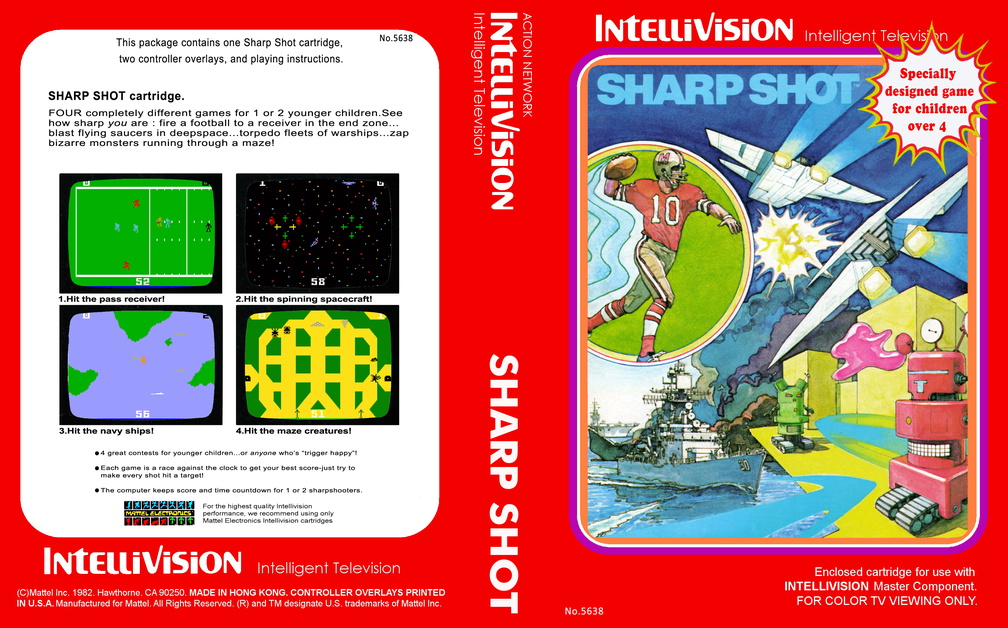 This package contains one Sharp Shot cartridge,
No.5638
two controller overlays, and playing instructions.
SHARP SHOT cartridge.
FOUR completely different games for 1 or 2 younger children.See
how sharp you are : fire a football to a receiver in the end zone...
blast flying saucers in deepspace...torpedo fleets of warships...zap
bizarre monsters running through a maze!
52
58
1.Hit the pass receiver!
2.Hit the spinning spacecraft!
56
51
3.Hit the navy ships!
4.Hit the maze creatures!
● 4 great contests for younger children...or anyone who's "trigger happy"!
● Each game is a race against the clock to get your best score-just try to
make every shot hit a target!
● The computer keeps score and time countdown for 1 or 2 sharpshooters.
MATTEL ELECTRONICS
For the highest quality Intellivision
performance, we recommend using only
Mattel Electronics Intellivision cartridges
INTELLIVISION Intelligent Television
(C)Mattel Inc. 1982. Hawthorne. CA 90250. MADE IN HONG KONG. CONTROLLER OVERLAYS PRINTED
IN U.S.A. Manufactured for Mattel. All Rights Reserved. (R) and TM designate U.S. trademarks of Mattel Inc.
ACTION NETWORK
INTELLIVISION
Intelligent Television
SHARP SHOT
INTELLIVISION Intelligent Television
SHARP SHOT
Specially
designed game
for children
over 4
10
No.5638
Enclosed cartridge for use with
INTELLIVISION Master Component.
FOR COLOR TV VIEWING ONLY.